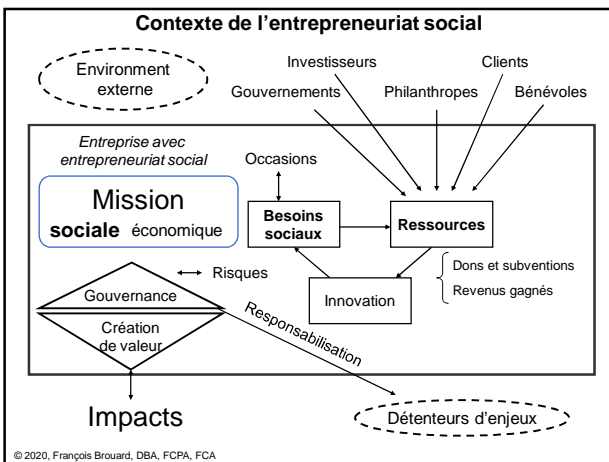 Contexte de l'entrepreneuriat social
Environment
externe
Investisseurs
Clients
Gouvernements
Philanthropes
Bénévoles
Entreprise avec
entrepreneuriat social
Occasions
Mission
sociale économique
Besoins
sociaux
Ressources
Risques
Gouvernance
Innovation
Dons et subventions
Revenus gagnés
Création
de valeur
Responsabilisation
Impacts
Détenteurs d'enjeux
© 2020, François Brouard, DBA, FCPA, FCA